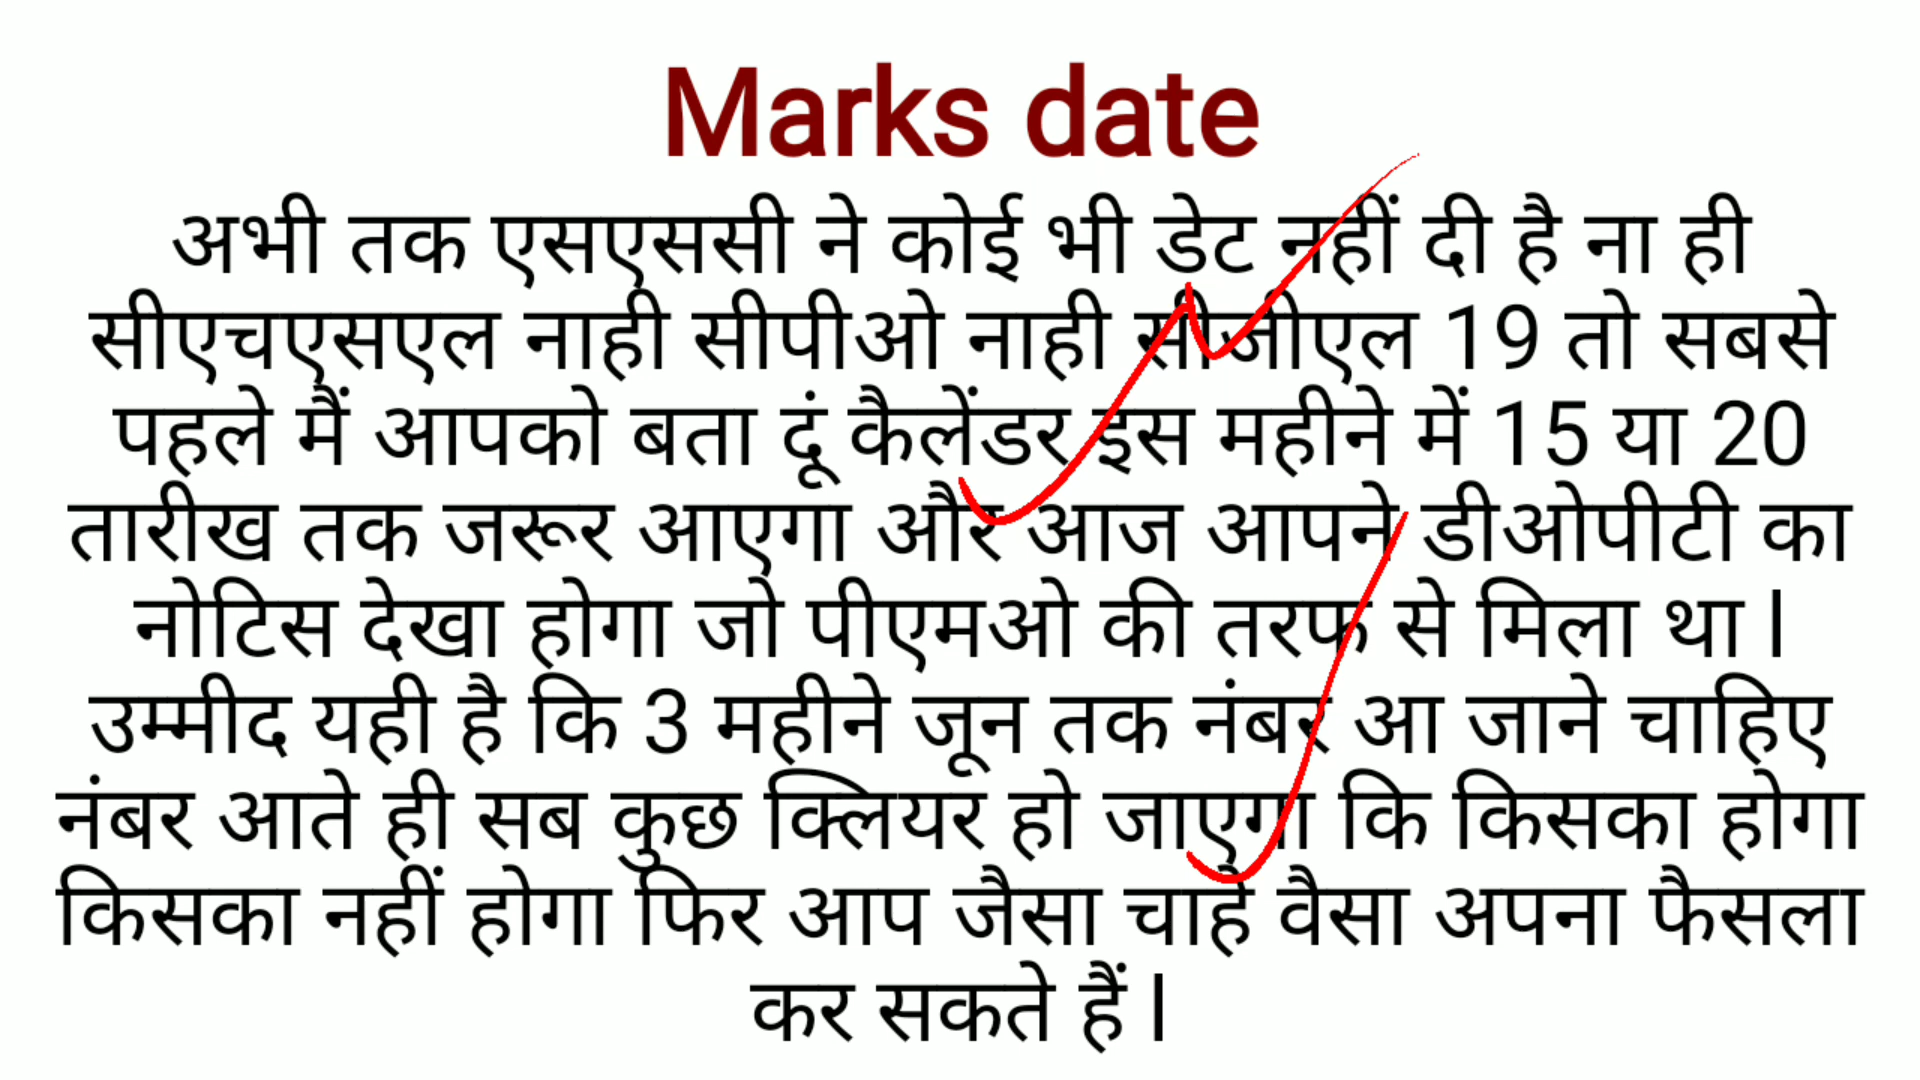 Marks date
अभी तक एसएससी ने कोई भी डेट नहीं दी है ना ही
सीएचएसएल नाही सीपीओ नाही सीजीएल 19 तो सबसे
पहले मैं आपको बता दूं कैलेंडर इस महीने में 15 या 20
तारीख तक जरूर आएगा और आज आपने डीओपीटी का
नोटिस देखा होगा जो पीएमओ की तरफ से मिला था l
उम्मीद यही है कि 3 महीने जून तक नंबर आ जाने चाहिए
नंबर आते ही सब कुछ क्लियर हो जाएगा कि किसका होगा
किसका नहीं होगा फिर आप जैसा चाहे वैसा अपना फैसला
कर सकते हैं l